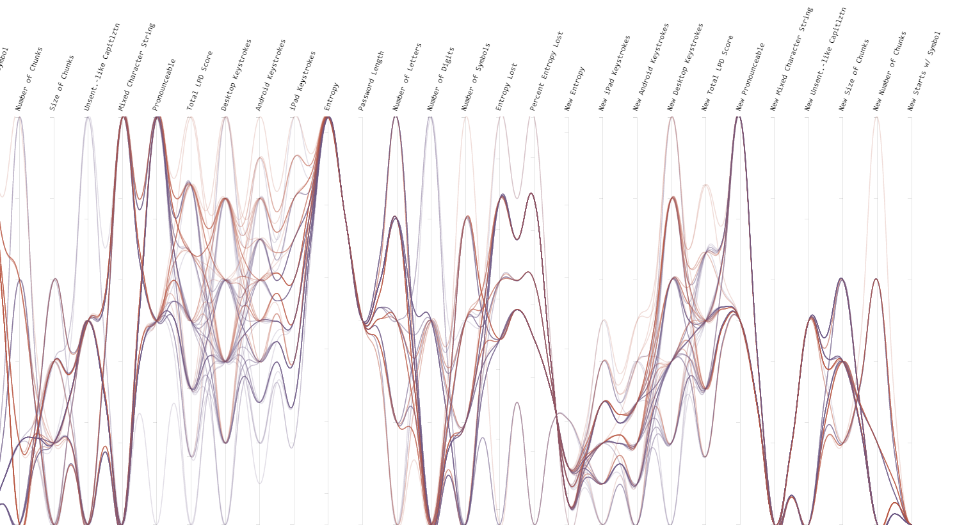 Symbol
Number of Chunks
Size of Chunks
Unsent..like Capitlztn
Mixed Character String
Pronounceable
Total LPD Score
Desktop Keystrokes
Android Keystrokes
iPad Keystrokes
Entropy
Password Length
Number of Letters
Number of Digits
Number of Symbols
Entropy Lost
Percent Entropy Lost
New Entropy
New iPad Keystrokes
New Android Keystrokes
New Desktop Keystrokes
New Total LPD Score
New Pronounceable
New Mixed Character String
New Unsent..like Capitlztn
New Size of Chunks
New Number of Chunks
New Starts w/ Symbol